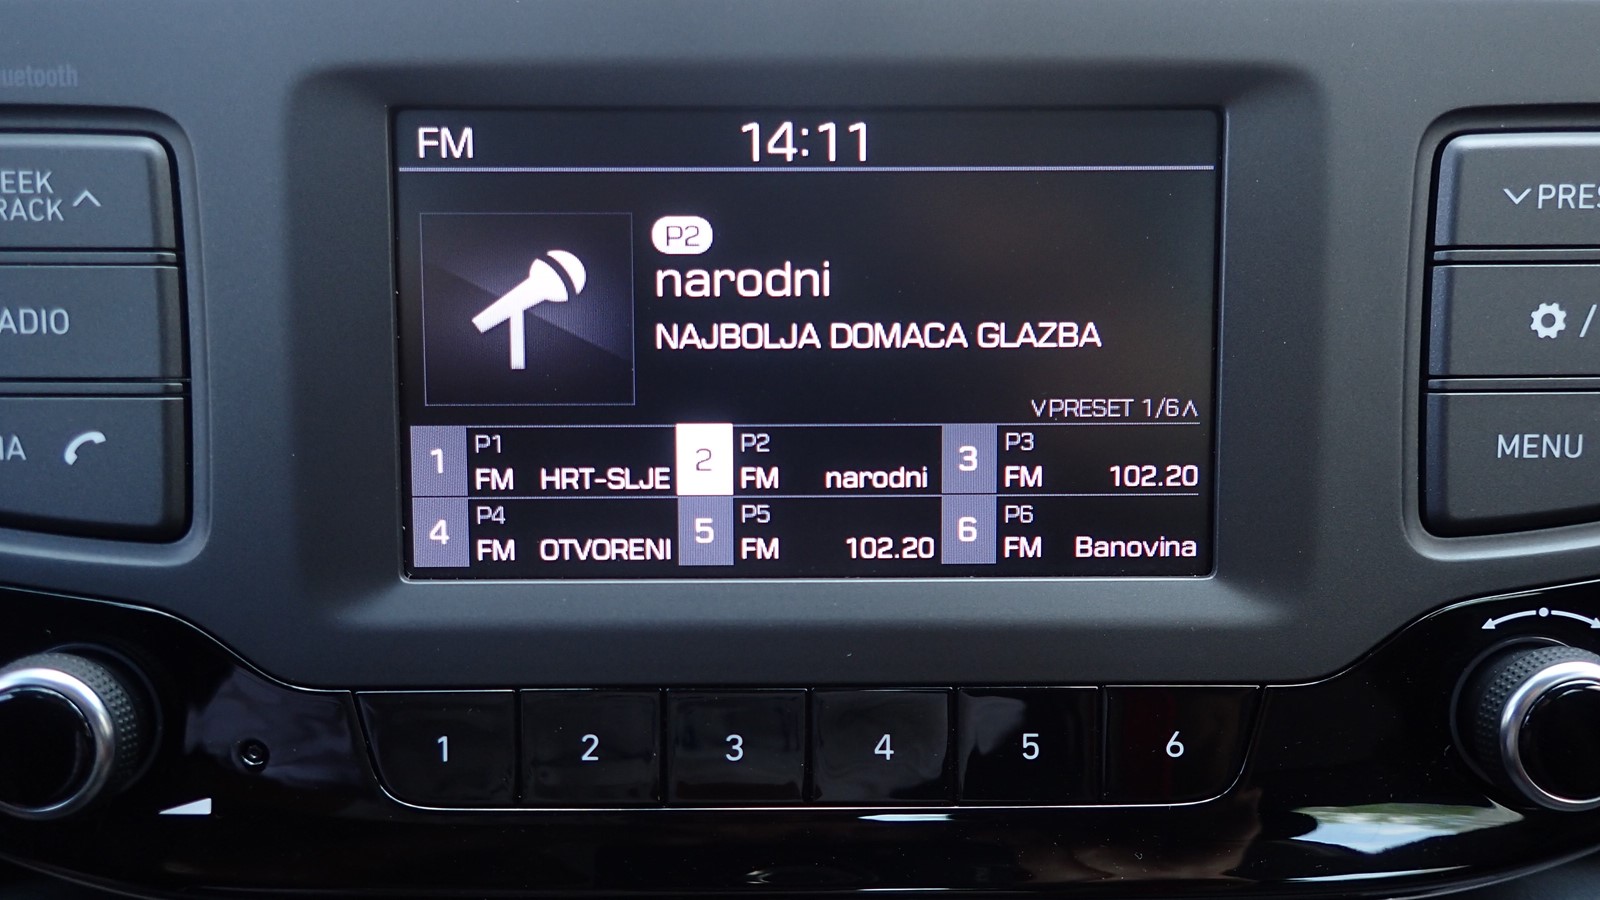 uetooth
EEK
RACK
ADIO
IA
FM 14:11
P2
narodni
NAJBOLJA DOMACA GLAZBA
PRESET 1/6
1 P1 FM HRT-SLJE
2 P2 FM narodni
3 P3 FM 102.20
4 P4 FM OTVORENI
5 P5 FM 102.20
6 P6 FM Banovina
PRES
/
MENU
1 2 3 4 5 6